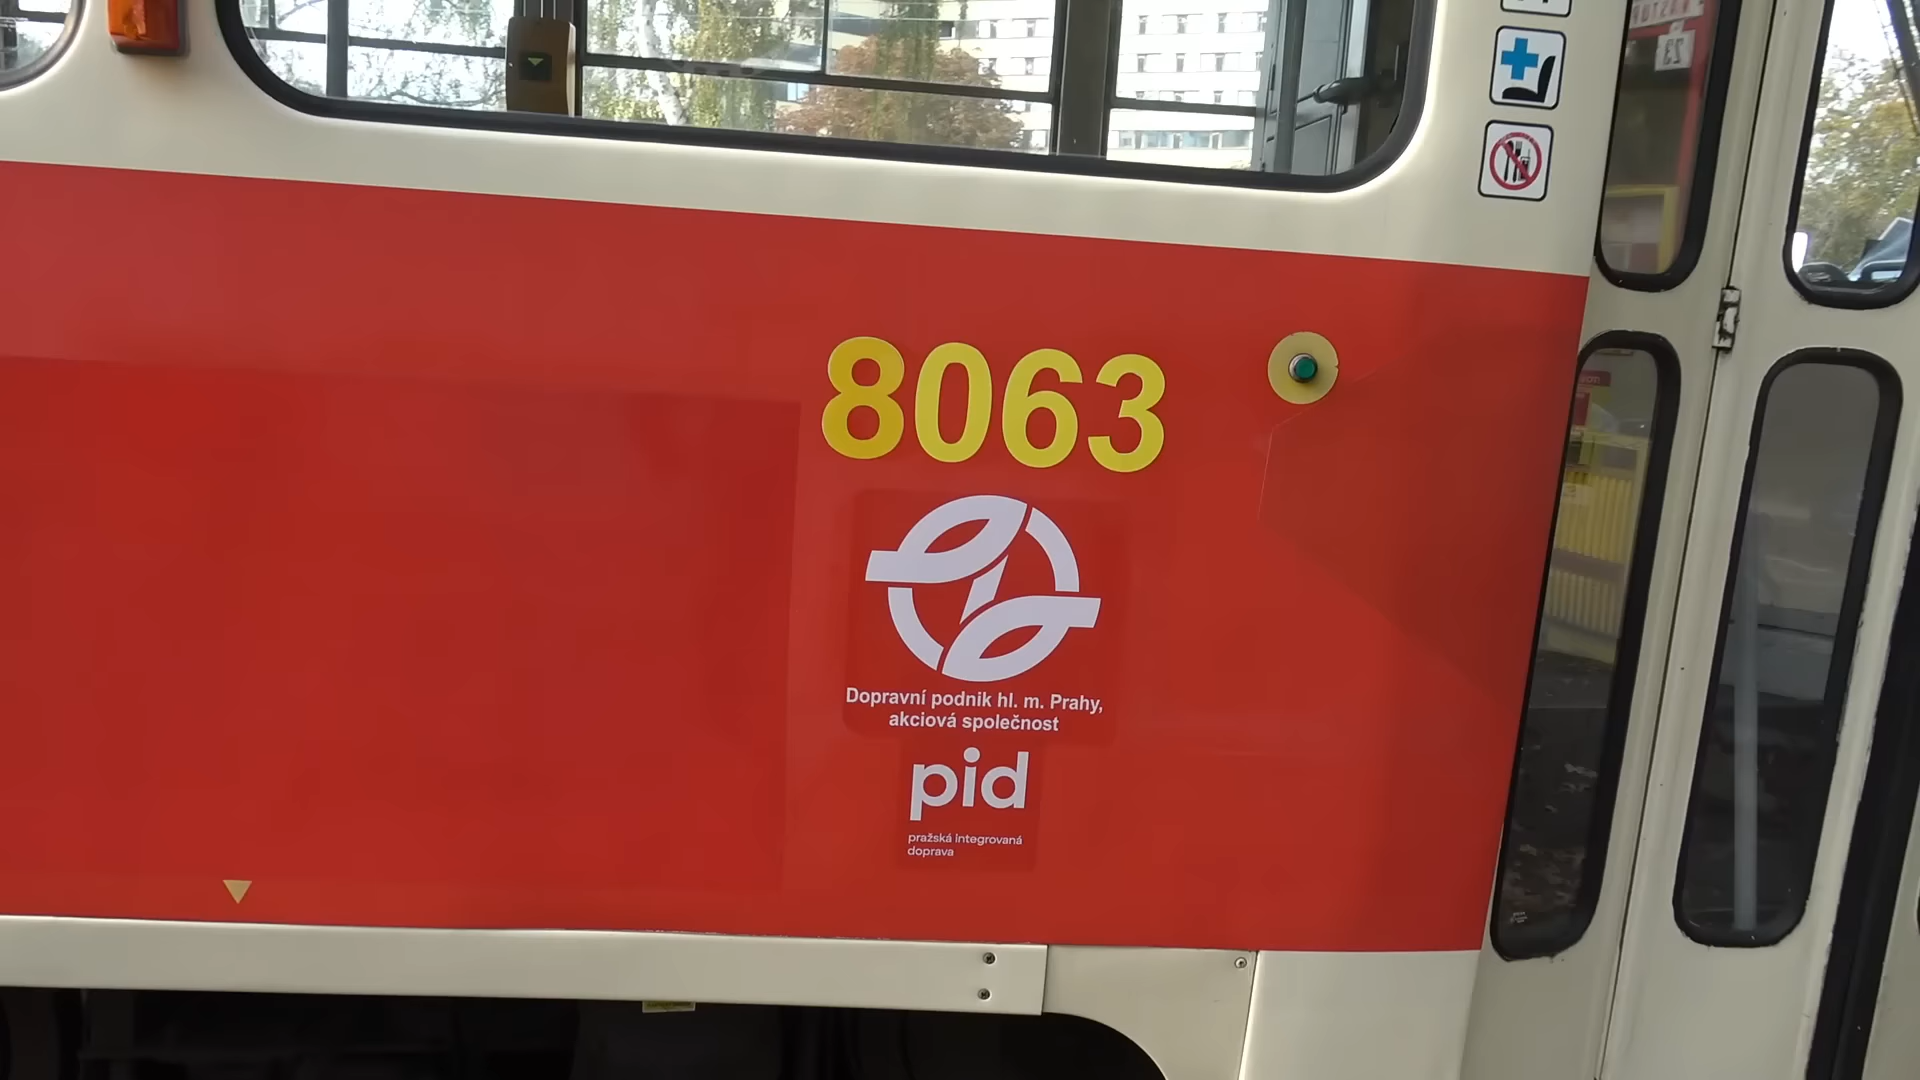 8063
Dopravní podnik hl. m. Prahy,
akciová společnost
pid
pražská integrovaná
doprava